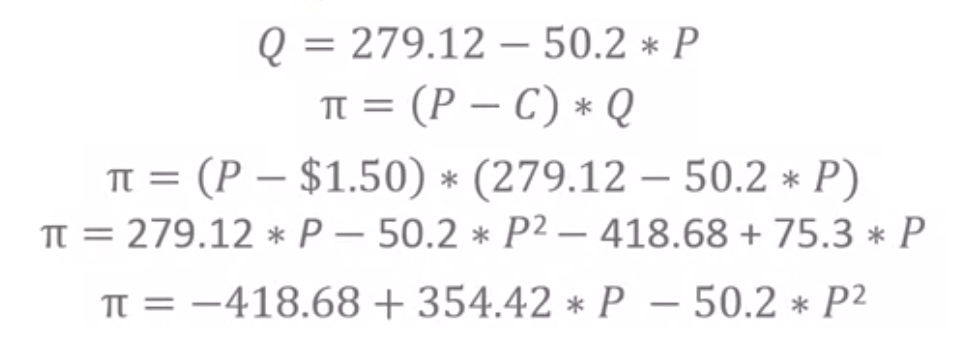 Q = 279.12 − 50.2 * P
π = (P − C) * Q
π = (P − $1.50) * (279.12 − 50.2 * P)
π = 279.12 * P − 50.2 * P² − 418.68 + 75.3 * P
π = −418.68 + 354.42 * P − 50.2 * P²